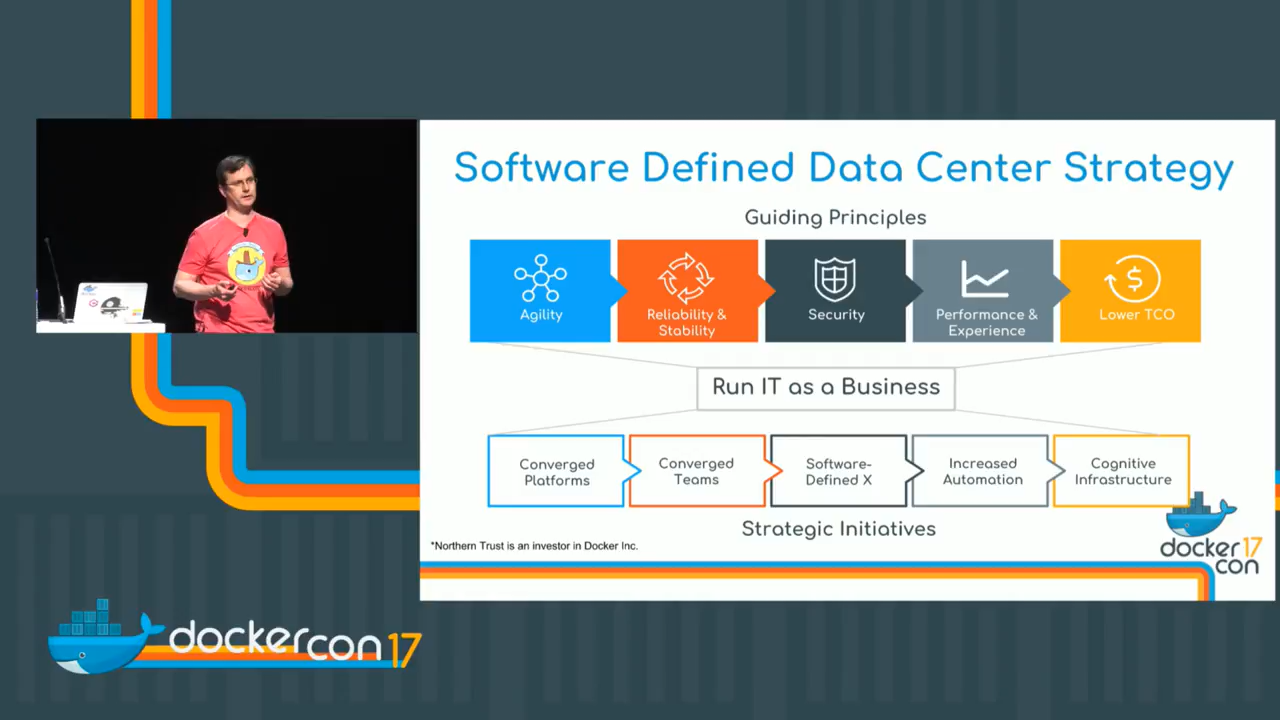 Software Defined Data Center Strategy
Guiding Principles
Agility
Reliability &
Stability
Security
Performance &
Experience
Lower TCO
Run IT as a Business
Converged
Platforms
Converged
Teams
Software-
Defined X
Increased
Automation
Cognitive
Infrastructure
Strategic Initiatives
*Northern Trust is an investor in Docker Inc.
docker 17
con
dockercon 17